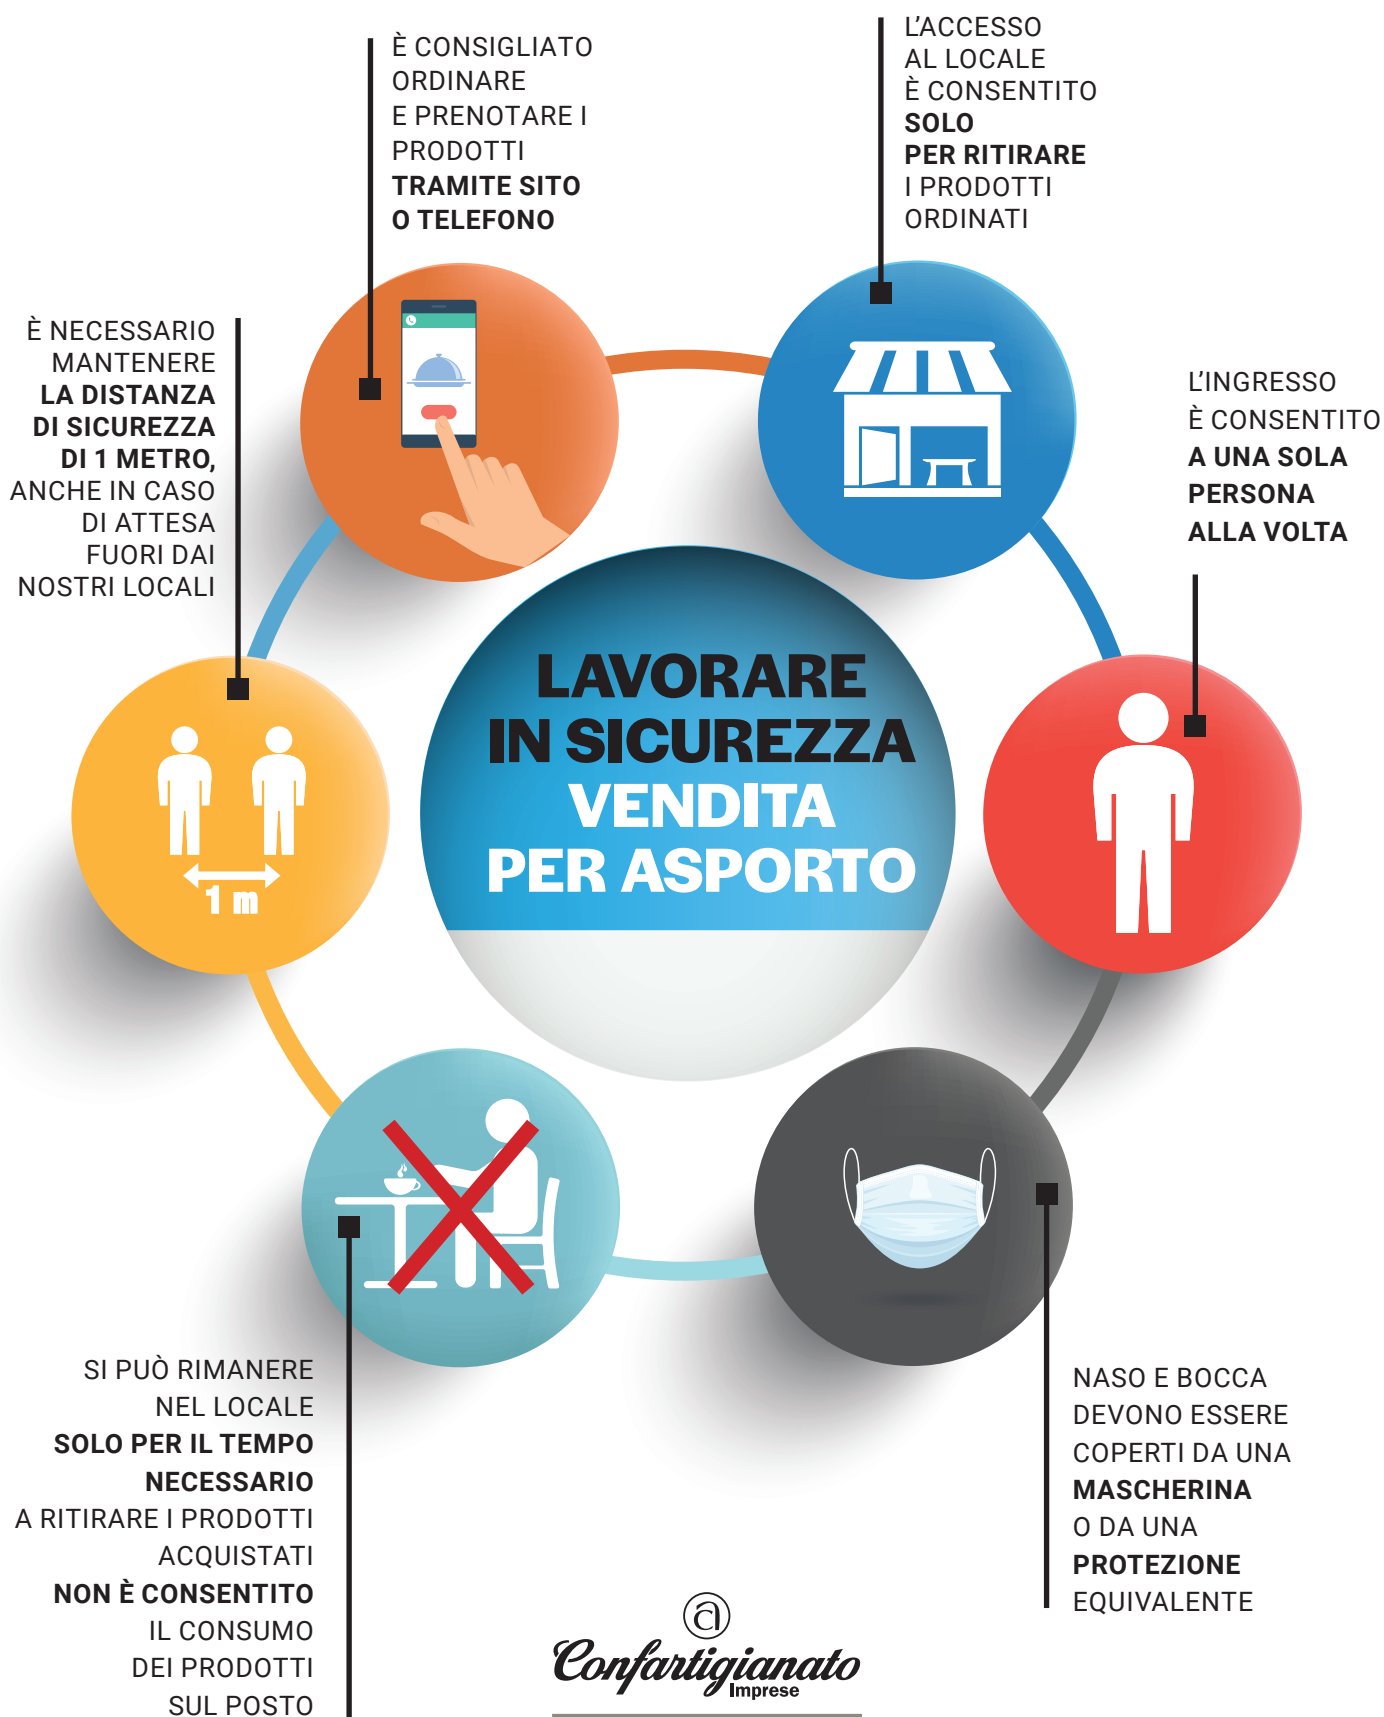 È CONSIGLIATO
ORDINARE
E PRENOTARE I
PRODOTTI
TRAMITE SITO
O TELEFONO
L'ACCESSO
AL LOCALE
È CONSENTITO
SOLO
PER RITIRARE
I PRODOTTI
ORDINATI
È NECESSARIO
MANTENERE
LA DISTANZA
DI SICUREZZA
DI 1 METRO,
ANCHE IN CASO
DI ATTESA
FUORI DAI
NOSTRI LOCALI
L'INGRESSO
È CONSENTITO
A UNA SOLA
PERSONA
ALLA VOLTA
LAVORARE
IN SICUREZZA
VENDITA
PER ASPORTO
1 m
SI PUÒ RIMANERE
NEL LOCALE
SOLO PER IL TEMPO
NECESSARIO
A RITIRARE I PRODOTTI
ACQUISTATI
NON È CONSENTITO
IL CONSUMO
DEI PRODOTTI
SUL POSTO
NASO E BOCCA
DEVONO ESSERE
COPERTI DA UNA
MASCHERINA
O DA UNA
PROTEZIONE
EQUIVALENTE
a
Confartigianato
Imprese